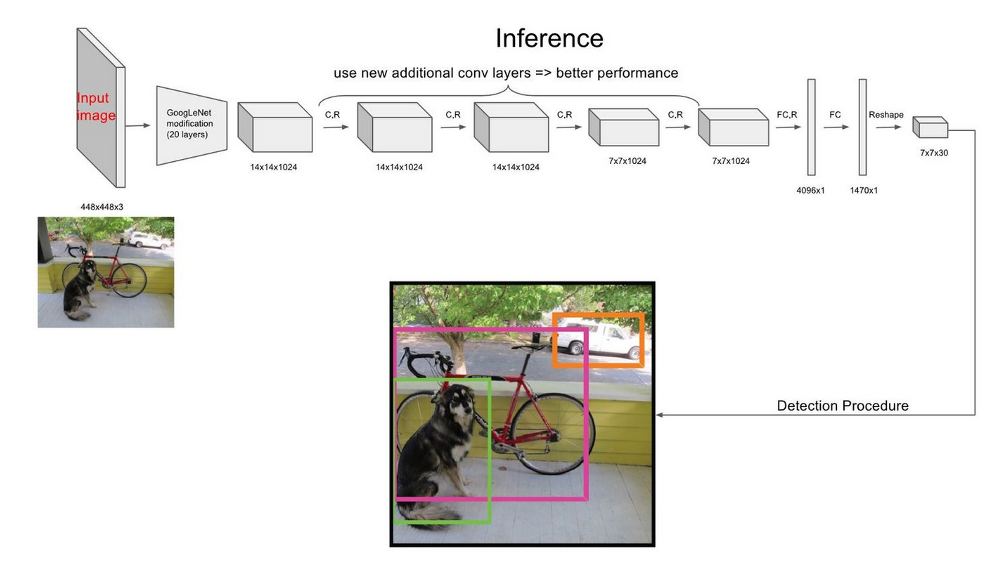 Inference
use new additional conv layers => better performance
Input
image
GoogLeNet
modification
(20 layers)
C,R
C,R
C,R
C,R
FC,R
FC
Reshape
448x448x3
14x14x1024
14x14x1024
14x14x1024
7x7x1024
7x7x1024
4096x1
1470x1
7x7x30
Detection Procedure